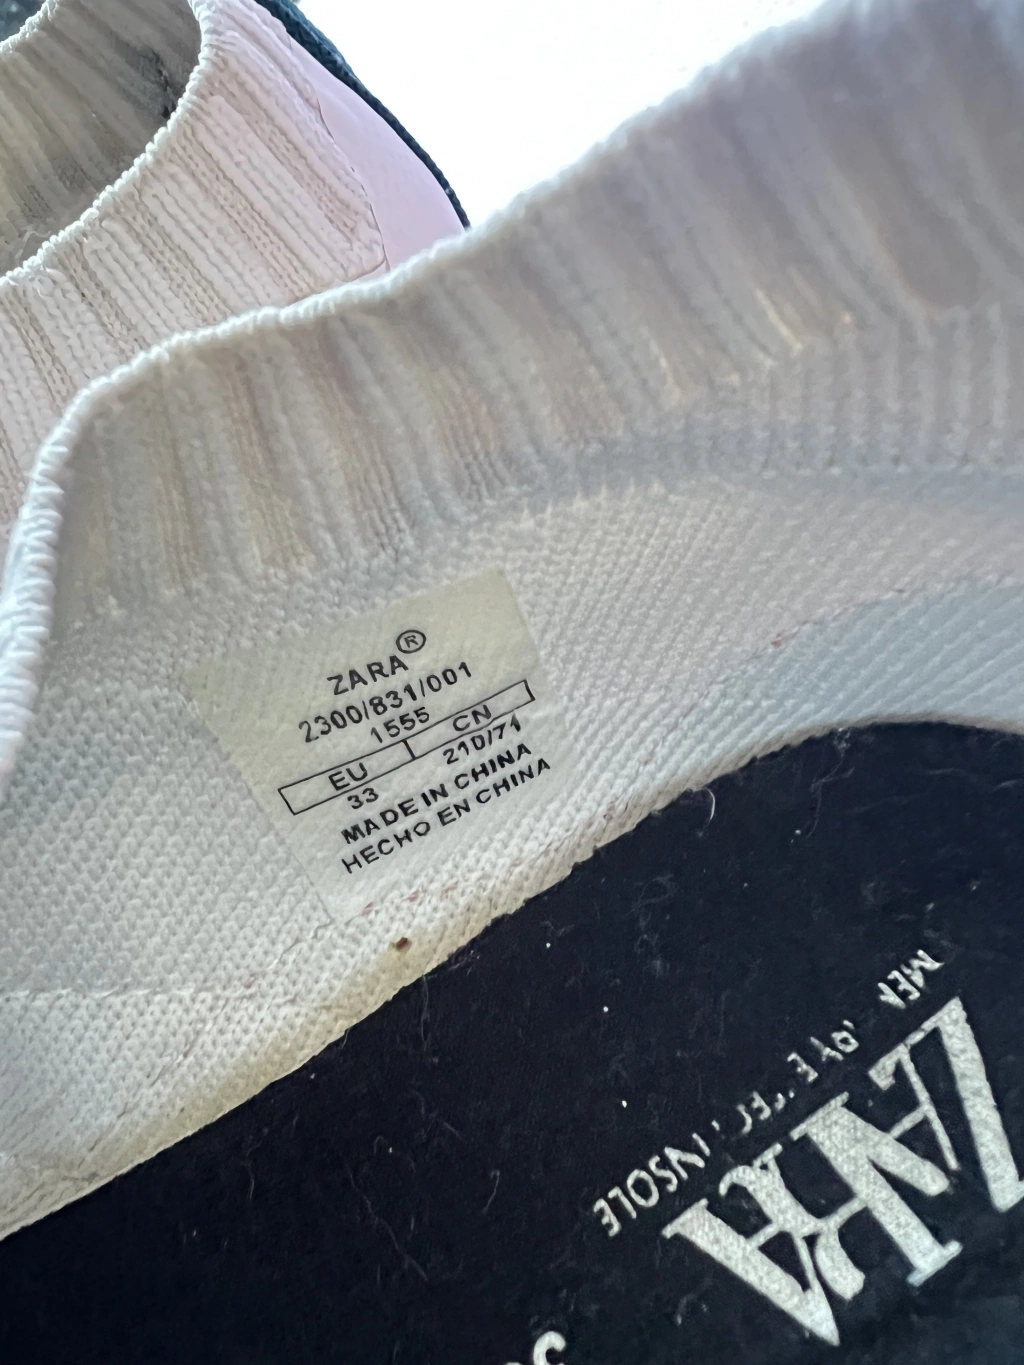 ZARA®
2300/831/001
1555
EU CN
33 210/71
MADE IN CHINA
HECHO EN CHINA
ZARA
INSOLE